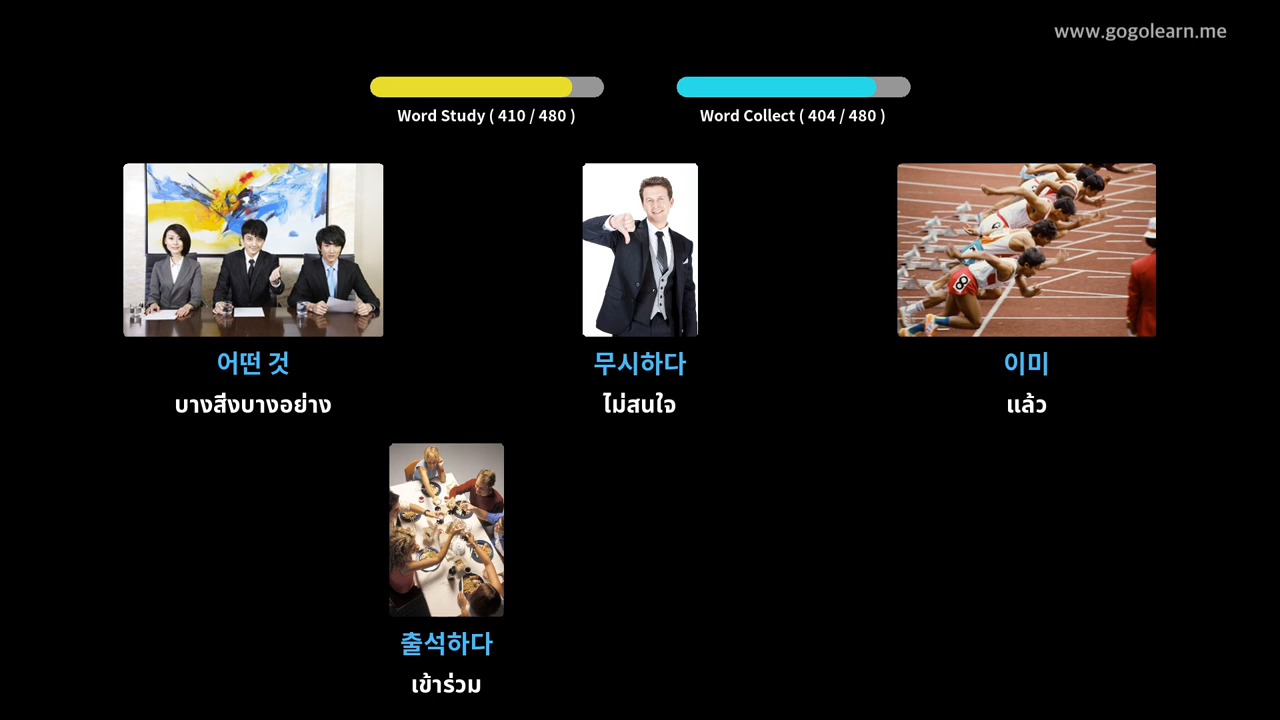 www.gogolearn.me
Word Study ( 410 / 480 )
Word Collect ( 404 / 480 )
어떤 것
บางสิ่งบางอย่าง
무시하다
ไม่สนใจ
이미
แล้ว
출석하다
เข้าร่วม